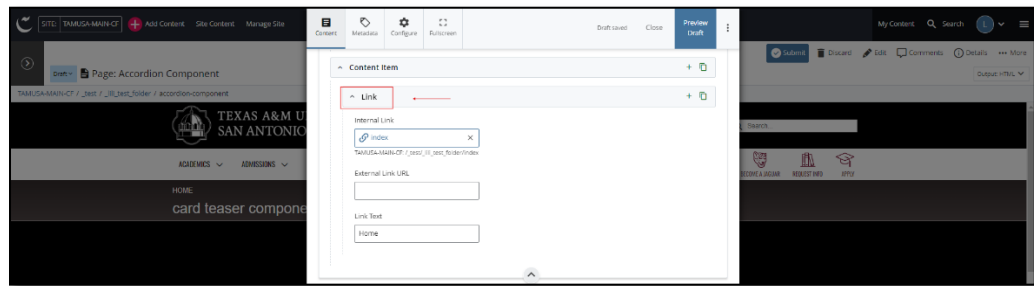 SITE: TAMUSA-MAIN-CF Add Content Site Content Manage Site
Content Metadata Configure Fullscreen Draft saved Close Preview Draft
My Content Search L
Submit Discard Edit Comments Details More
Draft Page: Accordion Component
Output: HTML
TAMUSA-MAIN-CF / _test / _lll_test_folder / accordion-component
Content Item
Link
Internal Link
index
TAMUSA-MAIN-CF: /_test/_lll_test_folder/index
External Link URL
Link Text
Home
TEXAS A&M U
SAN ANTONIO
Search...
ACADEMICS ADMISSIONS
BECOME A JAGUAR REQUEST INFO APPLY
HOME
card teaser compone